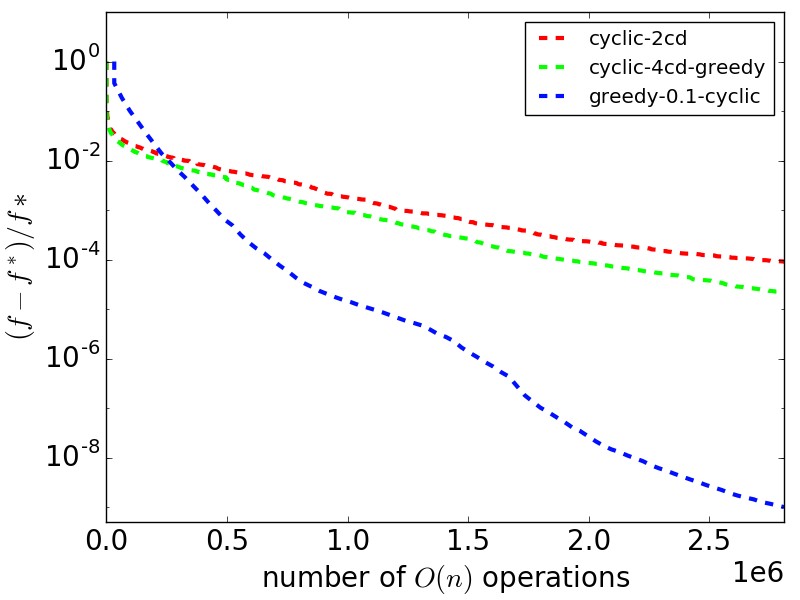 cyclic-2cd
cyclic-4cd-greedy
greedy-0.1-cyclic
(f − f*)/f*
10^0
10^-2
10^-4
10^-6
10^-8
0.0 0.5 1.0 1.5 2.0 2.5
1e6
number of O(n) operations